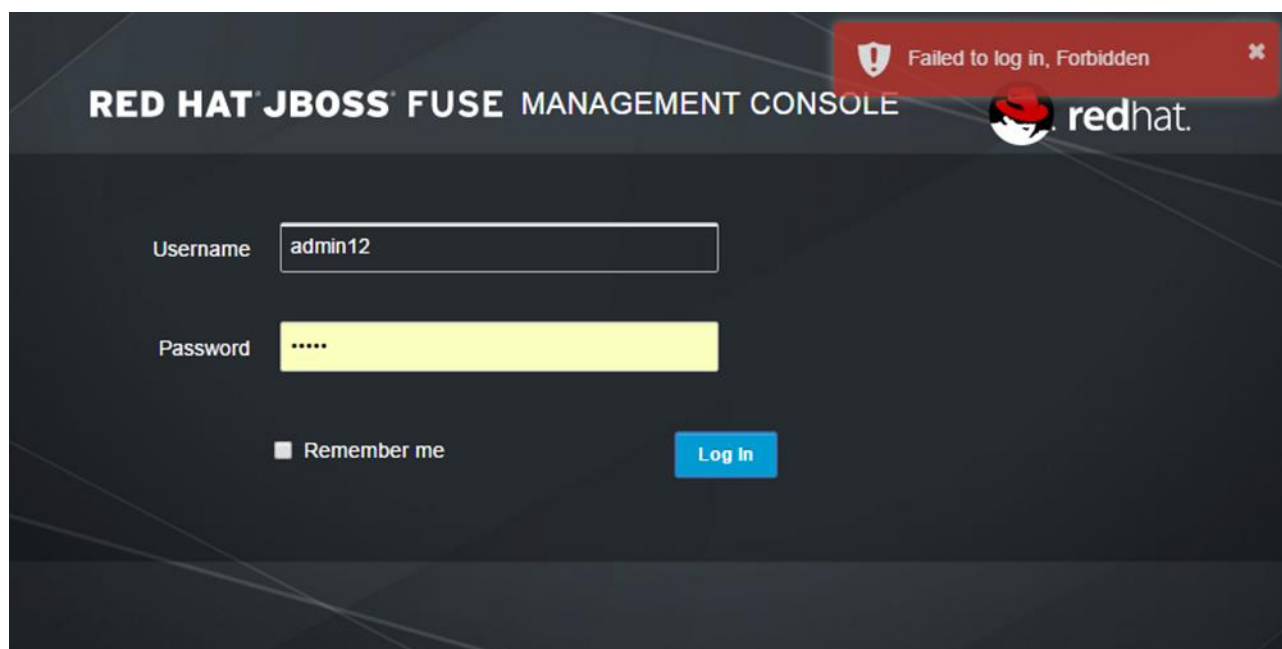 Failed to log in, Forbidden
RED HAT JBOSS FUSE MANAGEMENT CONSOLE
redhat.
Username
admin12
Password
•••••
Remember me
Log In